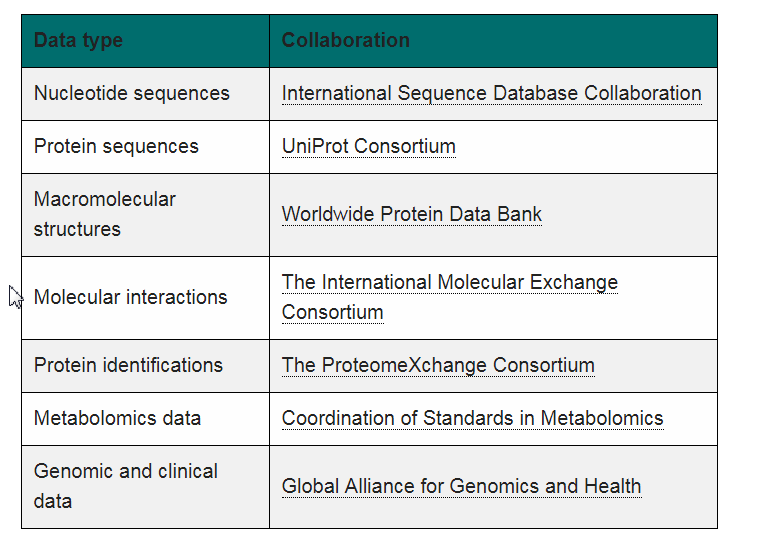 Data type Collaboration
Nucleotide sequences International Sequence Database Collaboration
Protein sequences UniProt Consortium
Macromolecular
structures
Worldwide Protein Data Bank
Molecular interactions
The International Molecular Exchange
Consortium
Protein identifications The ProteomeXchange Consortium
Metabolomics data Coordination of Standards in Metabolomics
Genomic and clinical
data
Global Alliance for Genomics and Health